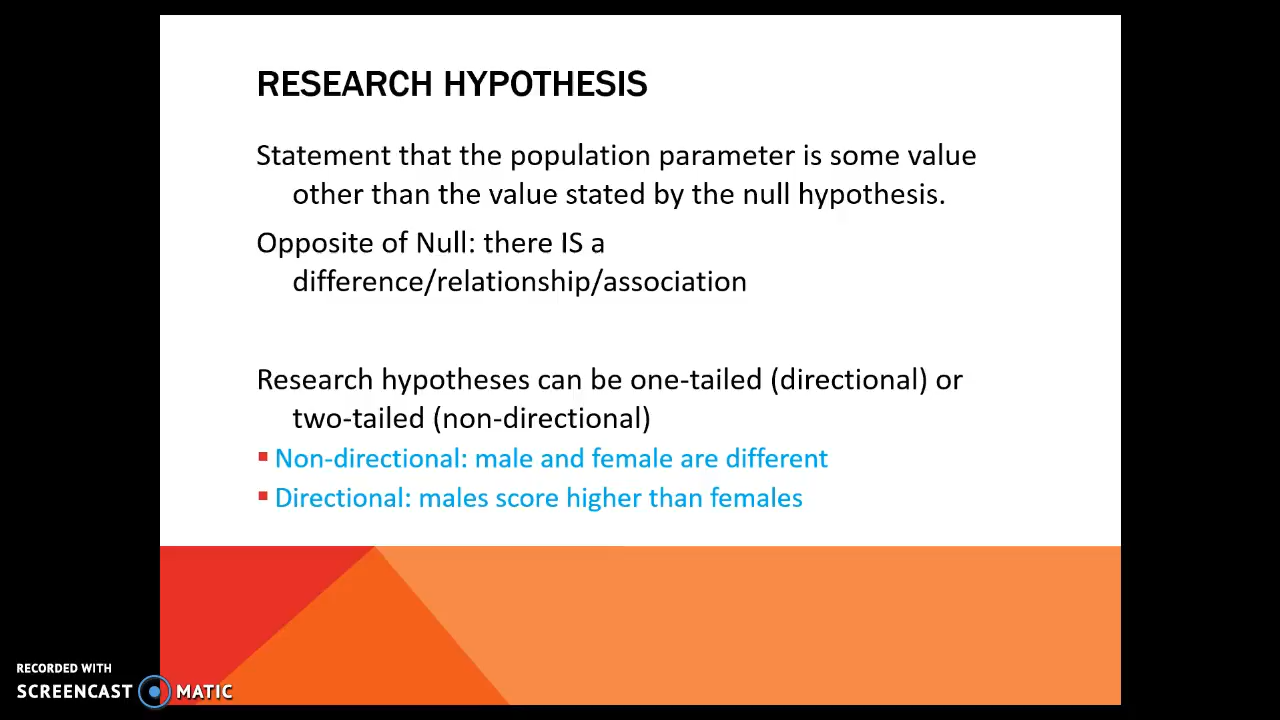 RESEARCH HYPOTHESIS
Statement that the population parameter is some value
other than the value stated by the null hypothesis.
Opposite of Null: there IS a
difference/relationship/association
Research hypotheses can be one-tailed (directional) or
two-tailed (non-directional)
▪ Non-directional: male and female are different
▪ Directional: males score higher than females
RECORDED WITH
SCREENCAST MATIC